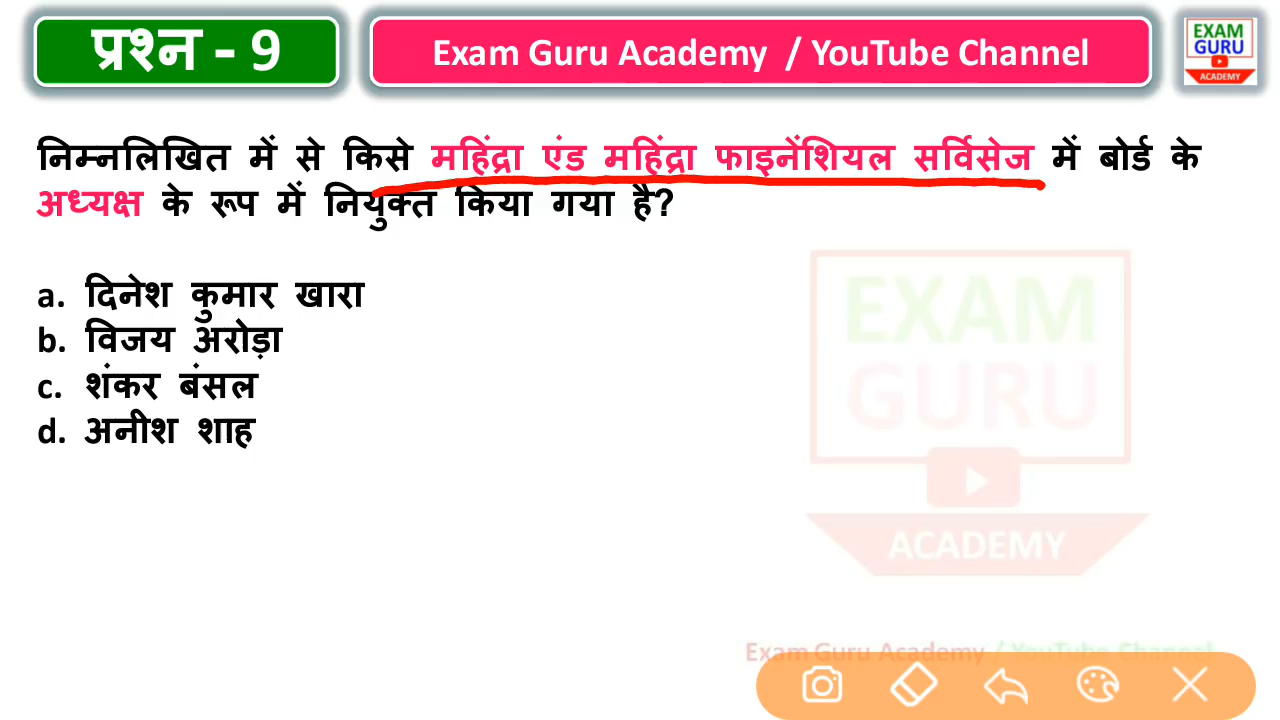 प्रश्न - 9
Exam Guru Academy / YouTube Channel
EXAM
GURU
ACADEMY
निम्नलिखित में से किसे महिंद्रा एंड महिंद्रा फाइनेंशियल सर्विसेज में बोर्ड के
अध्यक्ष के रूप में नियुक्त किया गया है?
a. दिनेश कुमार खारा
b. विजय अरोड़ा
c. शंकर बंसल
d. अनीश शाह
EXAM
GURU
ACADEMY
Exam Guru Academy / YouTube Channel